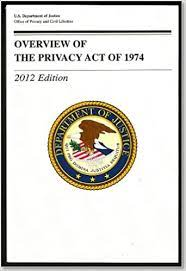 U.S. Department of Justice
Office of Privacy and Civil Liberties
OVERVIEW OF
THE PRIVACY ACT OF 1974
2012 Edition
DEPARTMENT OF JUSTICE